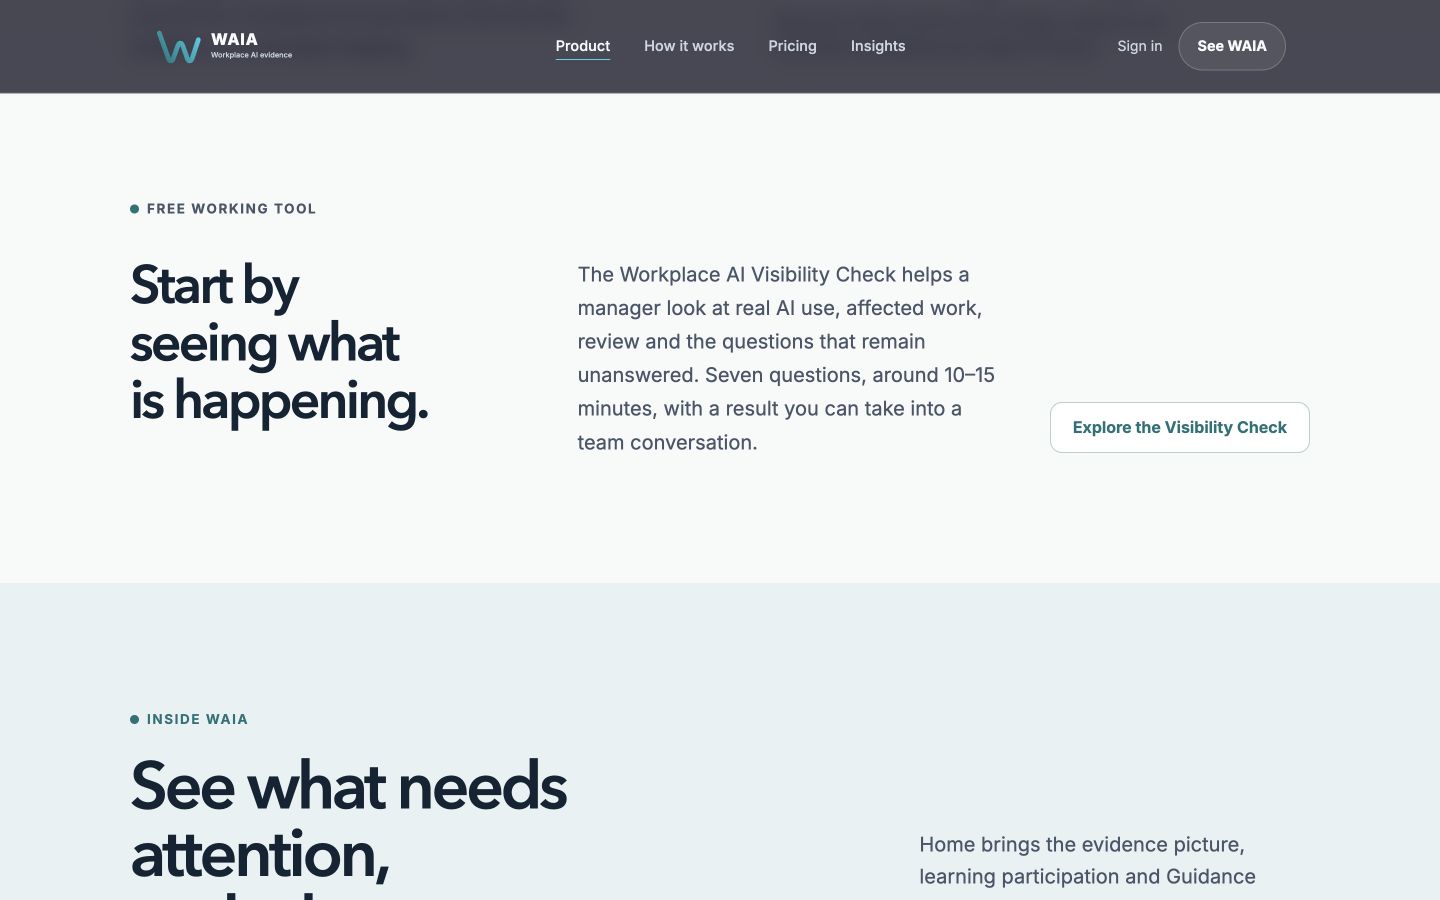 WAIA
Workplace AI evidence
Product
How it works
Pricing
Insights
Sign in
See WAIA
FREE WORKING TOOL
Start by
seeing what
is happening.
The Workplace AI Visibility Check helps a
manager look at real AI use, affected work,
review and the questions that remain
unanswered. Seven questions, around 10–15
minutes, with a result you can take into a
team conversation.
Explore the Visibility Check
INSIDE WAIA
See what needs
attention,
Home brings the evidence picture,
learning participation and Guidance